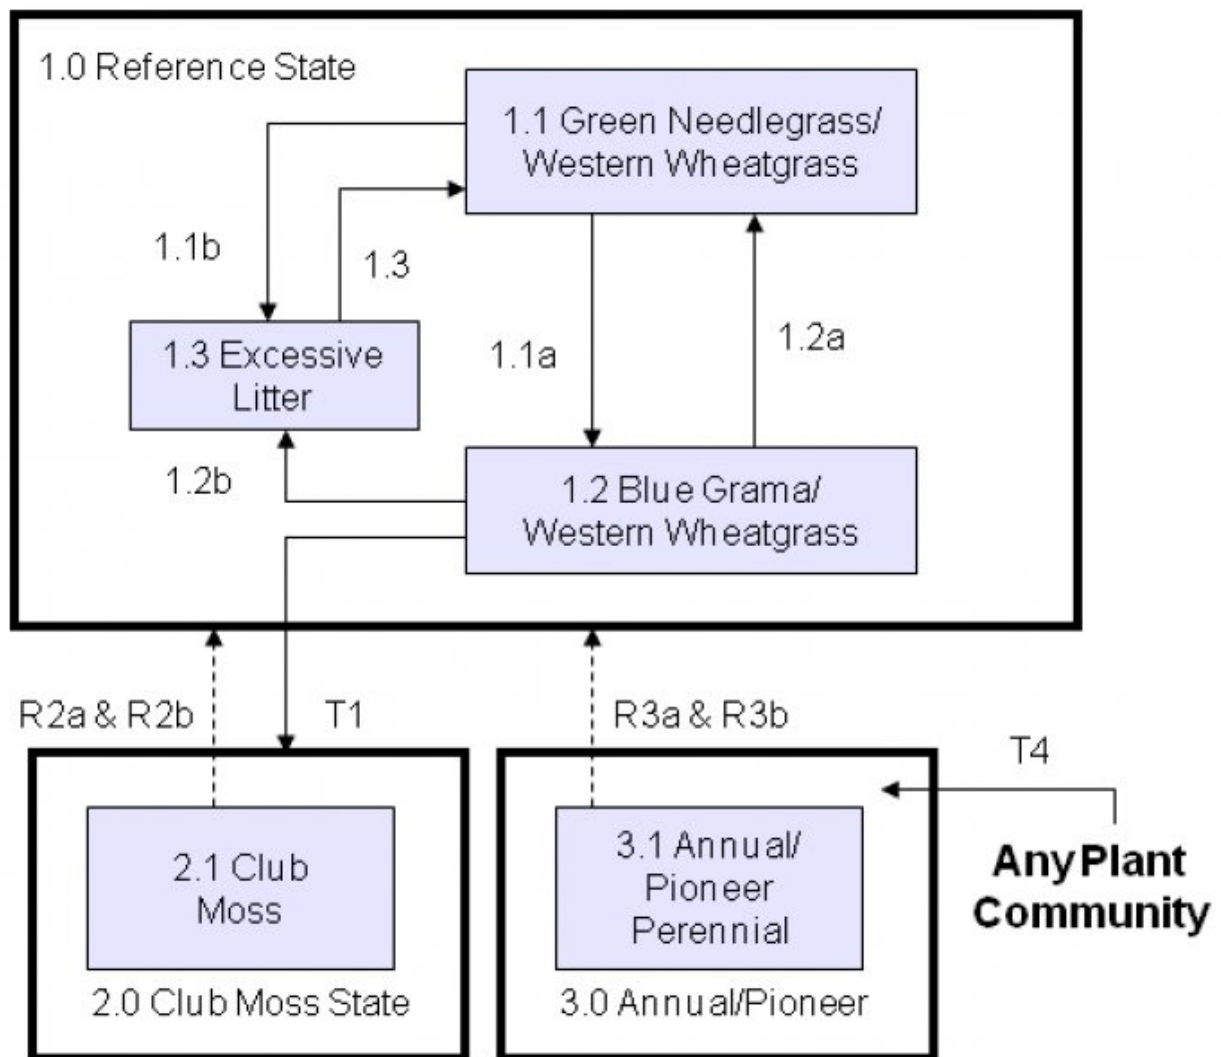 1.0 Reference State
1.1 Green Needlegrass/
Western Wheatgrass
1.1b
1.3
1.3 Excessive
Litter
1.1a
1.2a
1.2b
1.2 Blue Grama/
Western Wheatgrass
R2a & R2b
T1
R3a & R3b
T4
2.1 Club
Moss
3.1 Annual/
Pioneer
Perennial
Any Plant
Community
2.0 Club Moss State
3.0 Annual/Pioneer